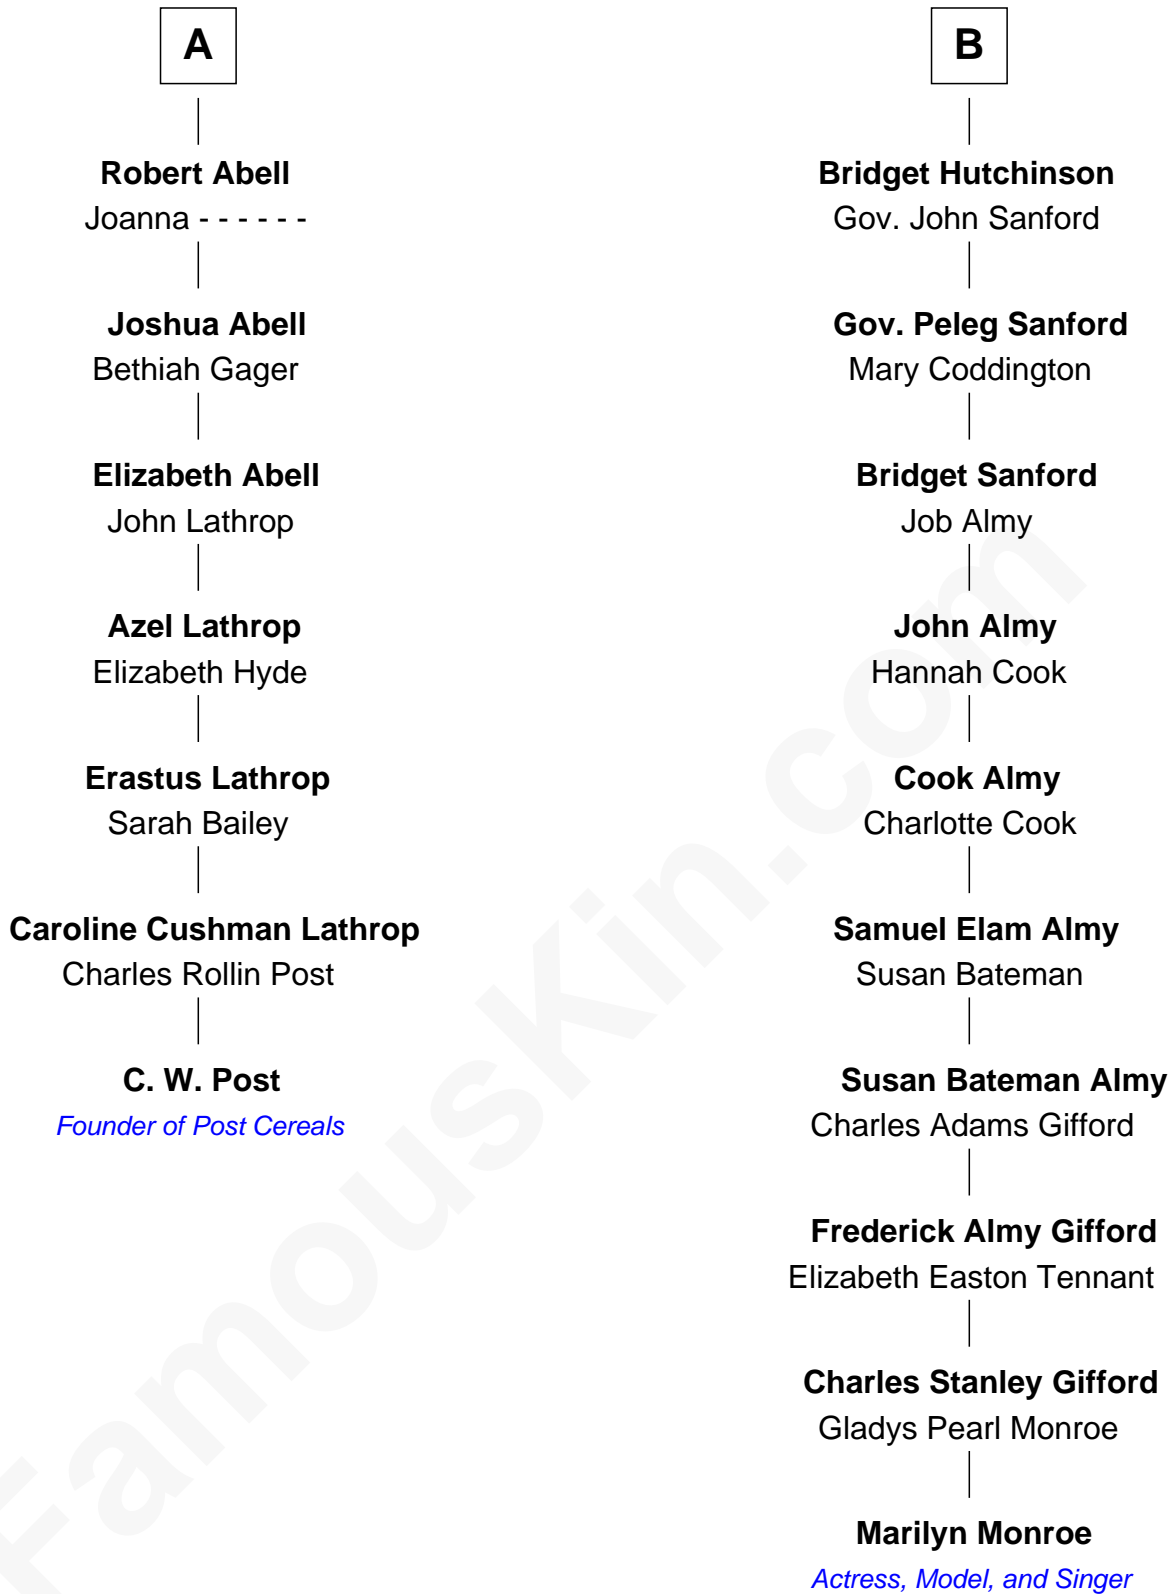 A
Robert Abell
Joanna - - - - - -
Joshua Abell
Bethiah Gager
Elizabeth Abell
John Lathrop
Azel Lathrop
Elizabeth Hyde
Erastus Lathrop
Sarah Bailey
Caroline Cushman Lathrop
Charles Rollin Post
C. W. Post
Founder of Post Cereals
B
Bridget Hutchinson
Gov. John Sanford
Gov. Peleg Sanford
Mary Coddington
Bridget Sanford
Job Almy
John Almy
Hannah Cook
Cook Almy
Charlotte Cook
Samuel Elam Almy
Susan Bateman
Susan Bateman Almy
Charles Adams Gifford
Frederick Almy Gifford
Elizabeth Easton Tennant
Charles Stanley Gifford
Gladys Pearl Monroe
Marilyn Monroe
Actress, Model, and Singer
FamousKin.com